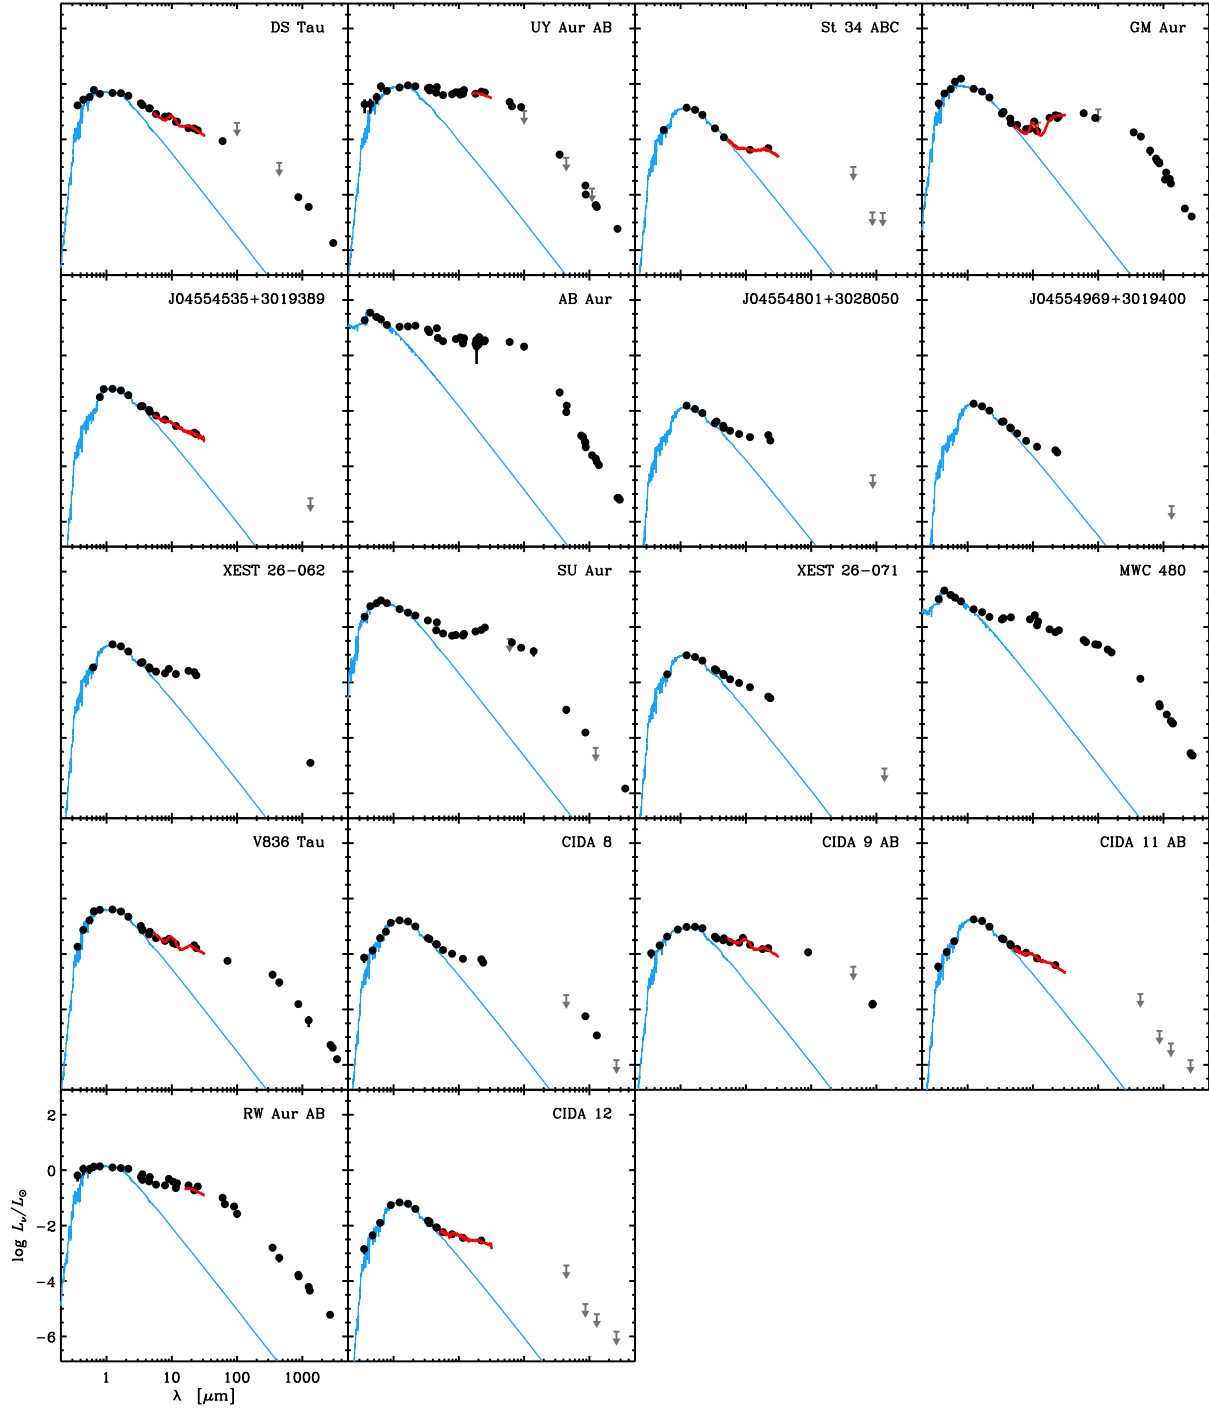 DS Tau
UY Aur AB
St 34 ABC
GM Aur
J04554535+3019389
AB Aur
J04554801+3028050
J04554969+3019400
XEST 26-062
SU Aur
XEST 26-071
MWC 480
V836 Tau
CIDA 8
CIDA 9 AB
CIDA 11 AB
RW Aur AB
CIDA 12
2
0
-2
-4
-6
log Lν/L⊙
1 10 100 1000
λ [μm]